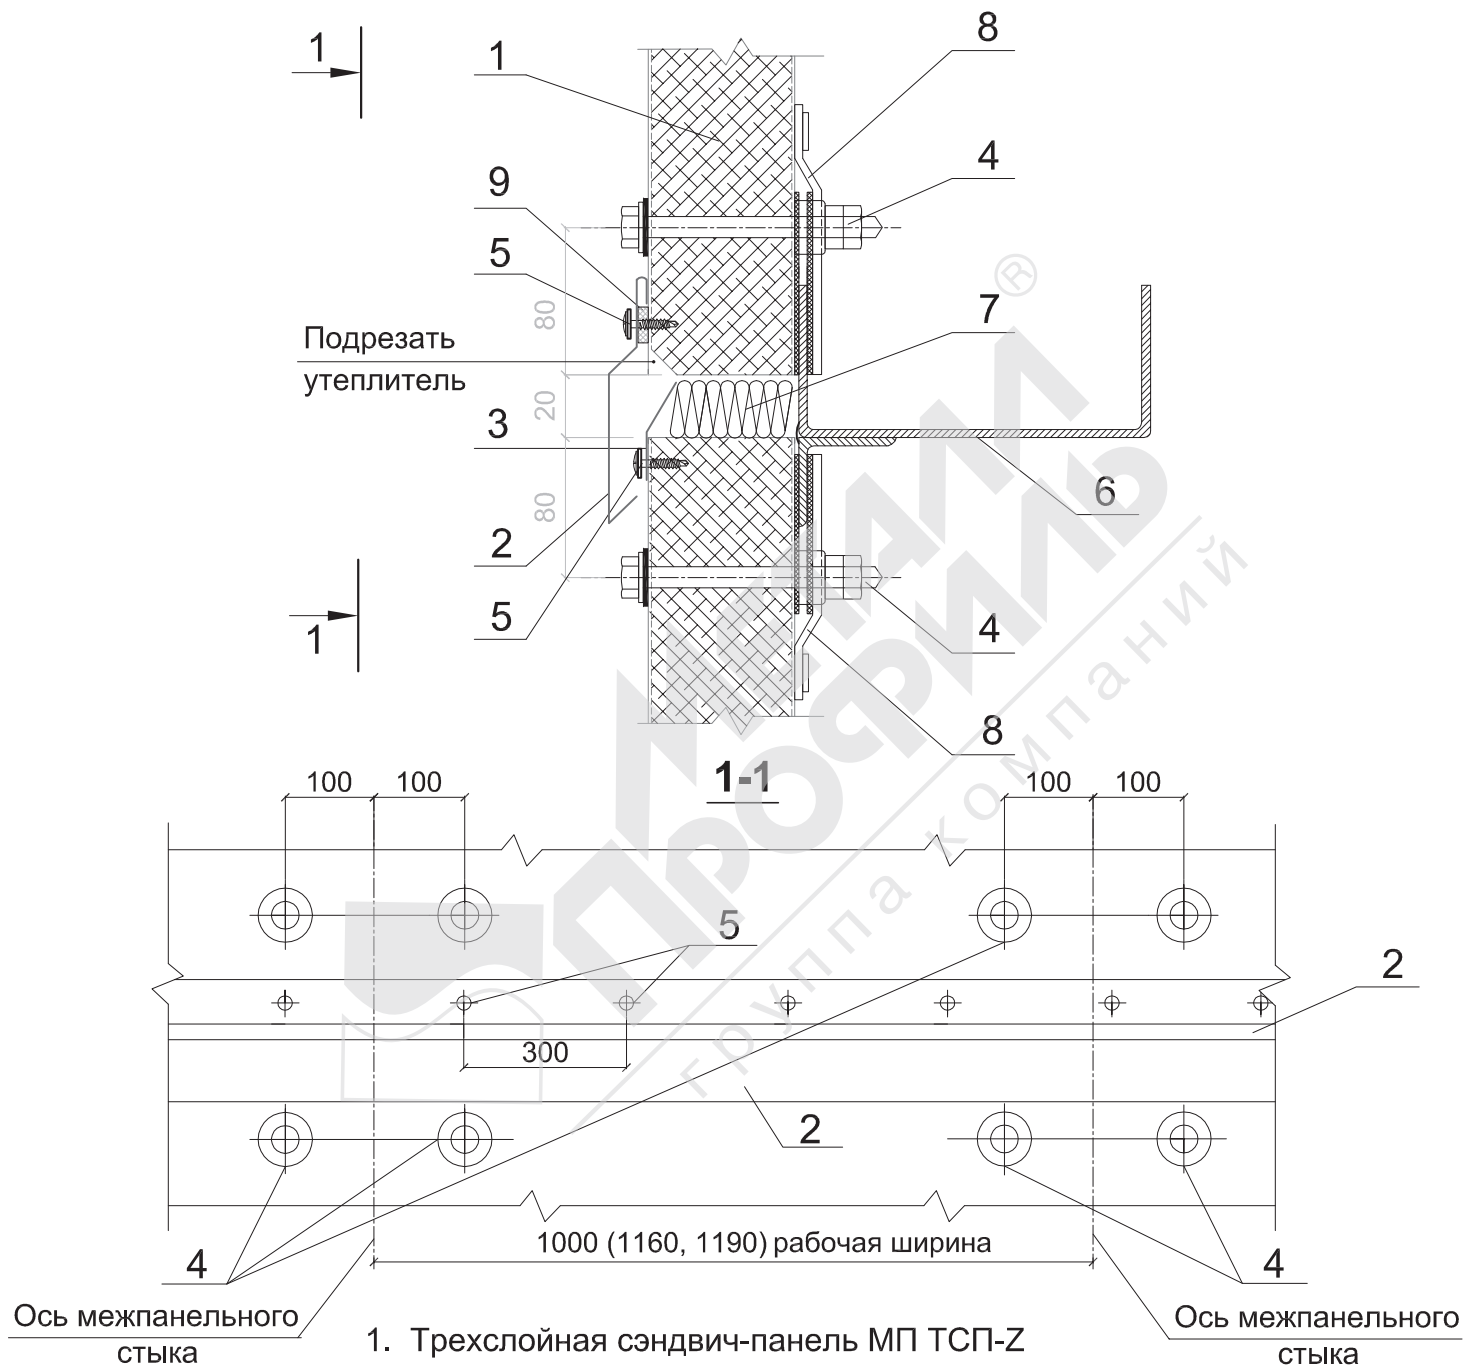 1
1
8
4
9
5
80
Подрезать
утеплитель
7
20
3
80
6
2
5
4
1
8
®
МЕТАЛЛ
ПРОФИЛЬ
группа компаний
1-1
100
100
100
100
5
2
300
2
1000 (1160, 1190) рабочая ширина
4
4
Ось межпанельного
стыка
Ось межпанельного
стыка
1. Трехслойная сэндвич-панель МП ТСП-Z